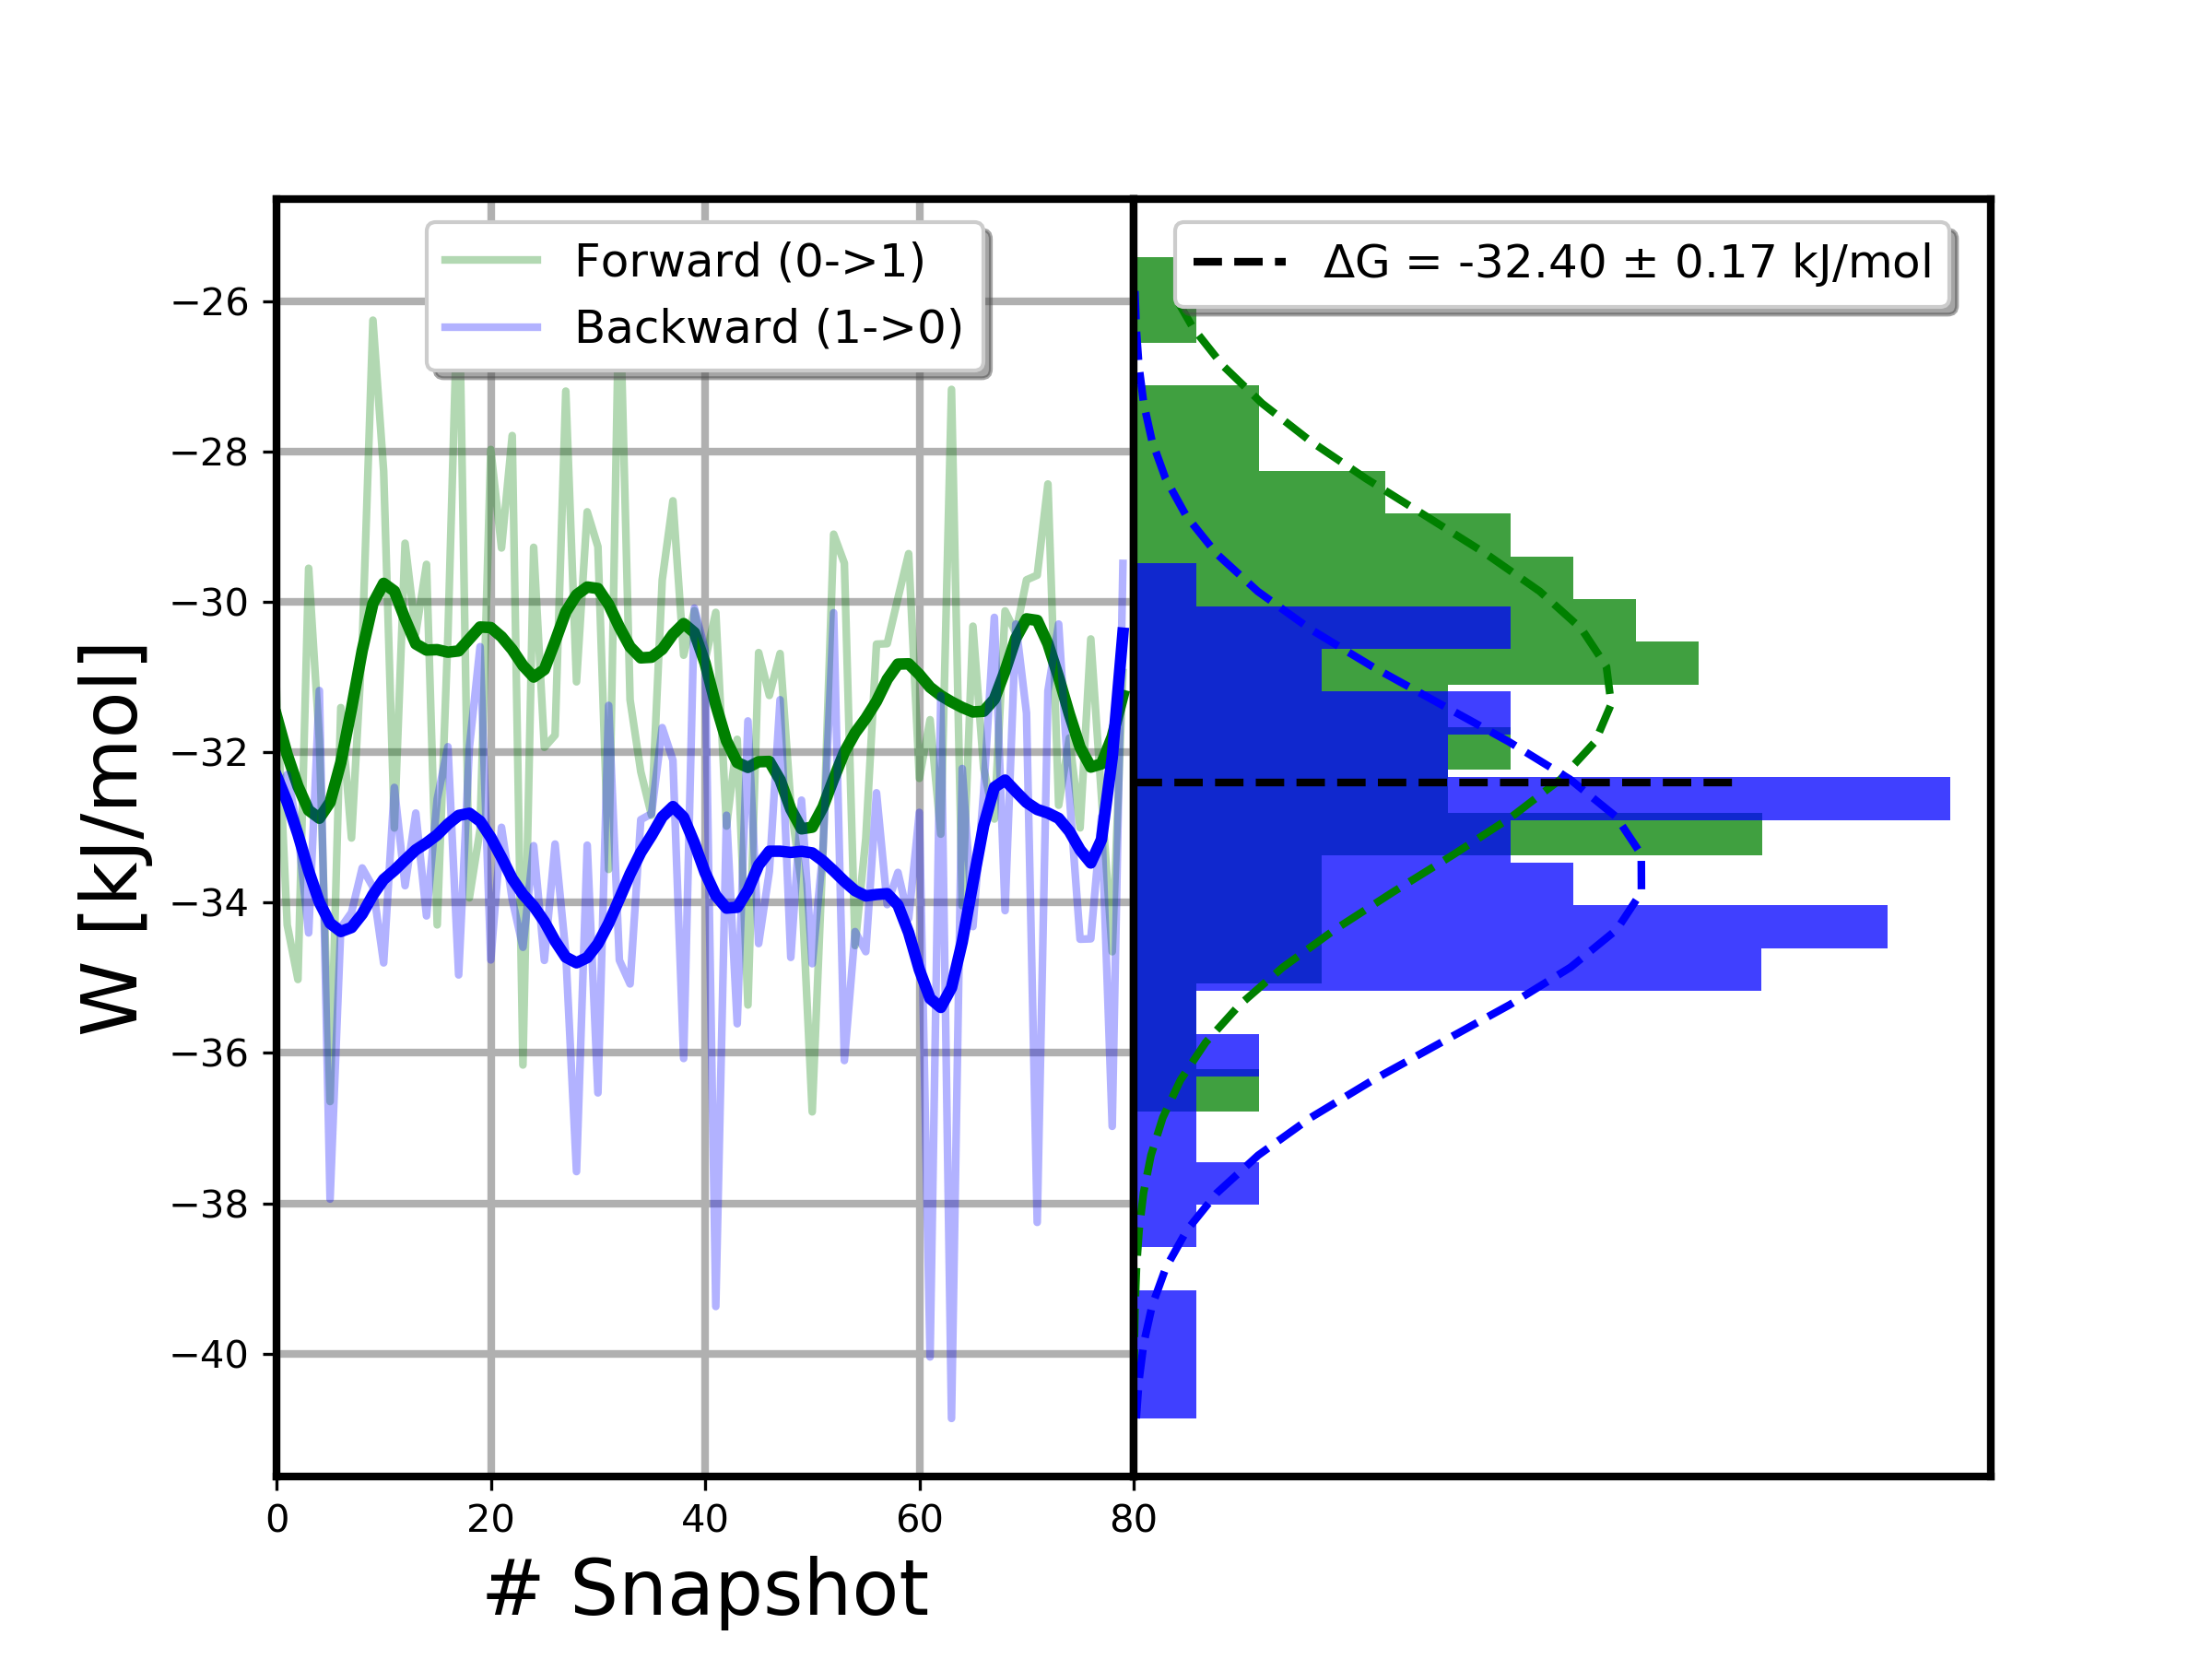 Forward (0->1)
Backward (1->0)
ΔG = -32.40 ± 0.17 kJ/mol
W [kJ/mol]
−26
−28
−30
−32
−34
−36
−38
−40
0 20 40 60 80
# Snapshot